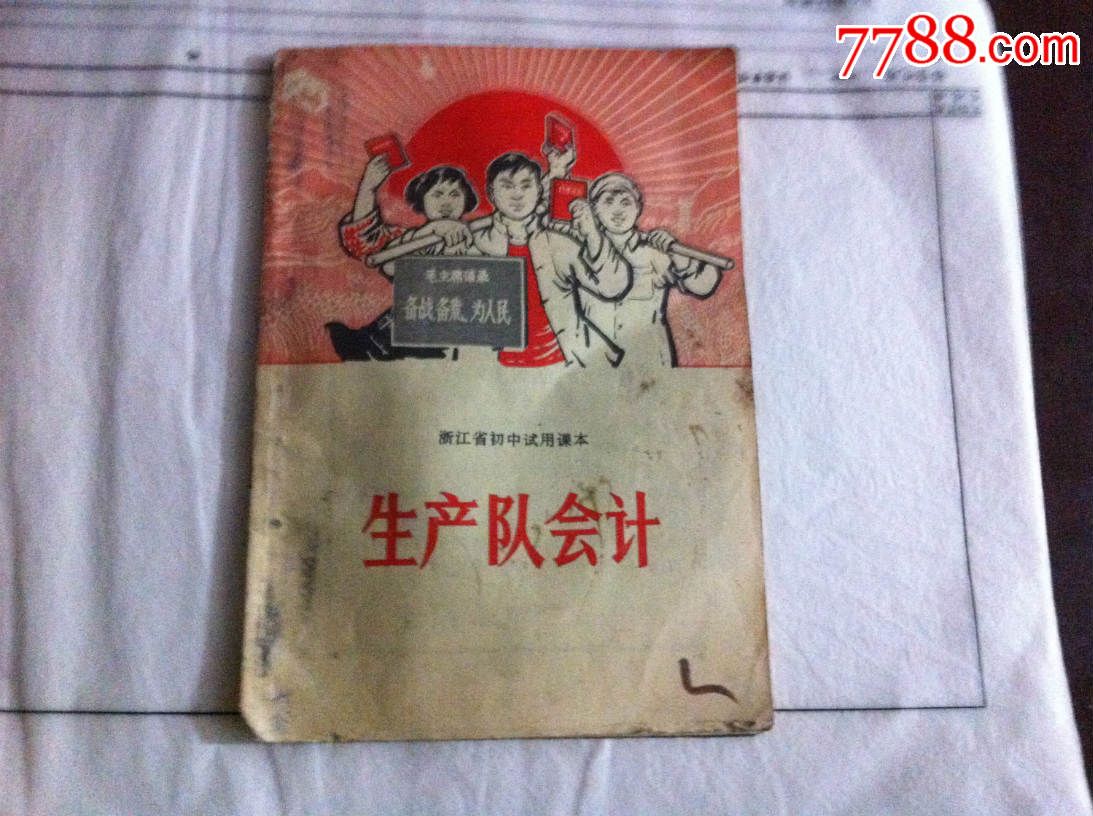 7788.com
毛主席语录
备战、备荒、为人民
浙江省初中试用课本
生产队会计